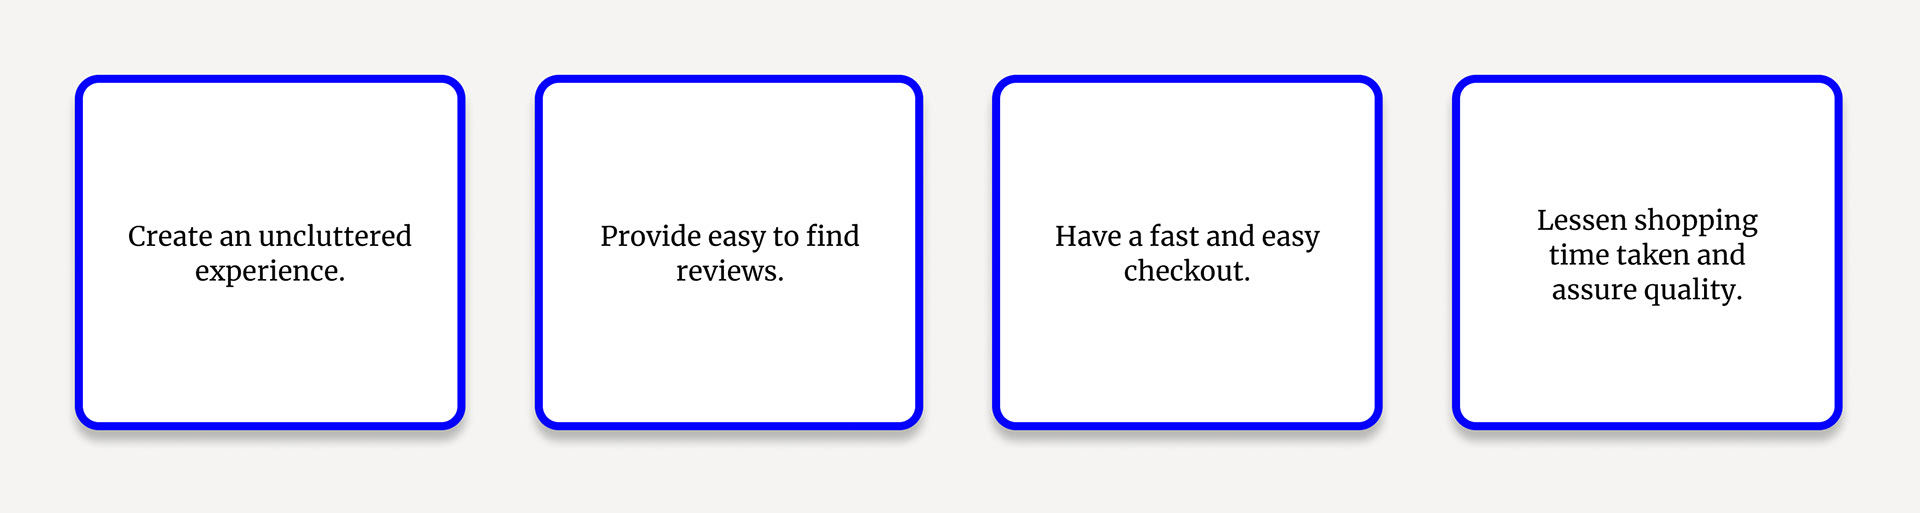 Create an uncluttered
experience.
Provide easy to find
reviews.
Have a fast and easy
checkout.
Lessen shopping
time taken and
assure quality.